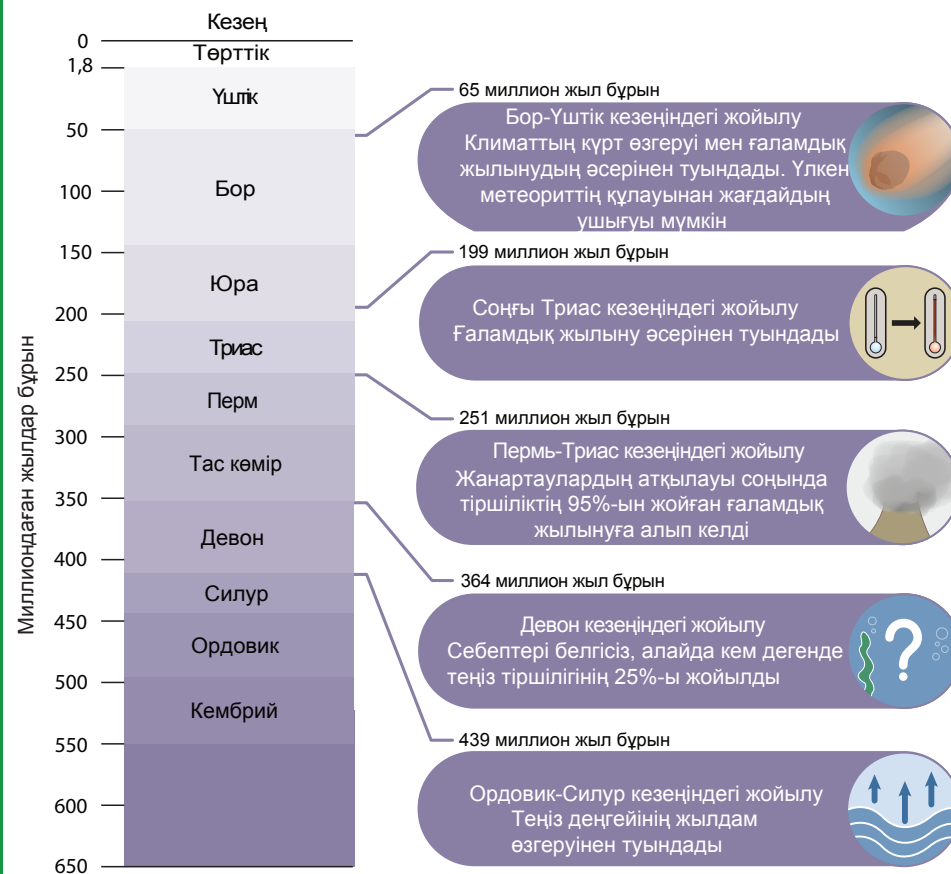 Кезең
0
Төрттік
1,8
Үштік
50
Бор
100
150
Юра
200
Триас
250
Перм
300
Тас көмір
350
Девон
400
Силур
450
Ордовик
500
Кембрий
550
600
650
Миллиондаған жылдар бұрын
65 миллион жыл бұрын
Бор-Үштік кезеңіндегі жойылу
Климаттың күрт өзгеруі мен ғаламдық
жылынудың әсерінен туындады. Үлкен
метеориттің құлауынан жағдайдың
ушығуы мүмкін
199 миллион жыл бұрын
Соңғы Триас кезеңіндегі жойылу
Ғаламдық жылыну әсерінен туындады
251 миллион жыл бұрын
Пермь-Триас кезеңіндегі жойылу
Жанартаулардың атқылауы соңында
тіршіліктің 95%-ын жойған ғаламдық
жылынуға алып келді
364 миллион жыл бұрын
Девон кезеңіндегі жойылу
Себептері белгісіз, алайда кем дегенде
теңіз тіршілігінің 25%-ы жойылды
?
439 миллион жыл бұрын
Ордовик-Силур кезеңіндегі жойылу
Теңіз деңгейінің жылдам
өзгеруінен туындады